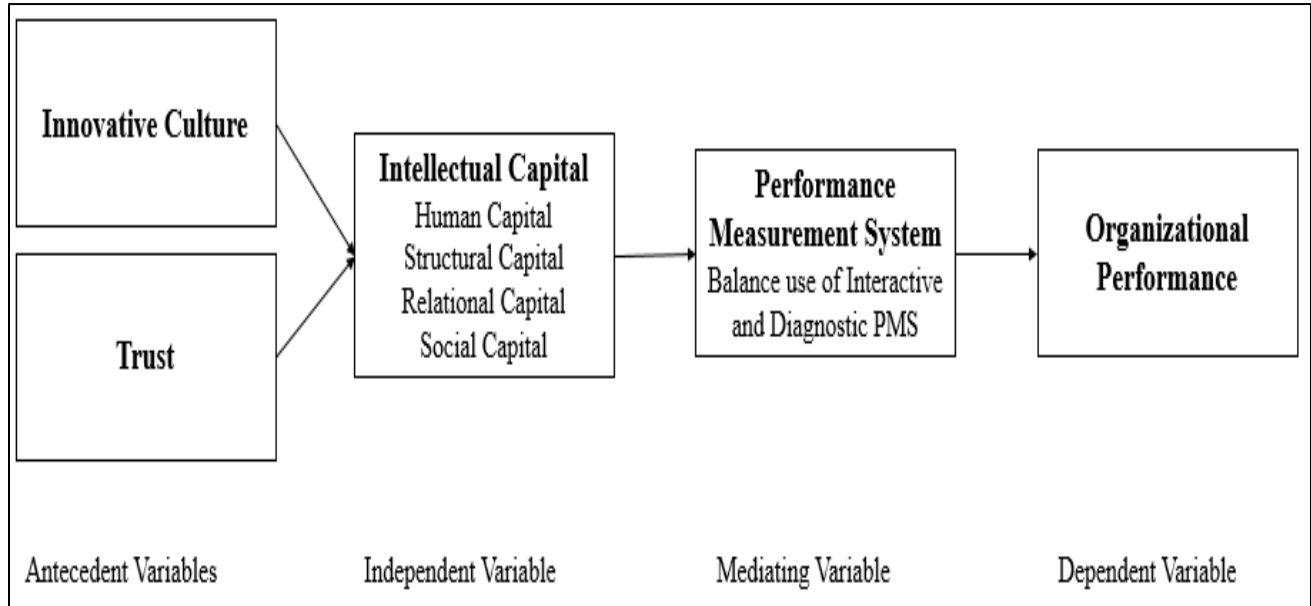 Innovative Culture
Trust
Intellectual Capital
Human Capital
Structural Capital
Relational Capital
Social Capital
Performance
Measurement System
Balance use of Interactive
and Diagnostic PMS
Organizational
Performance
Antecedent Variables
Independent Variable
Mediating Variable
Dependent Variable